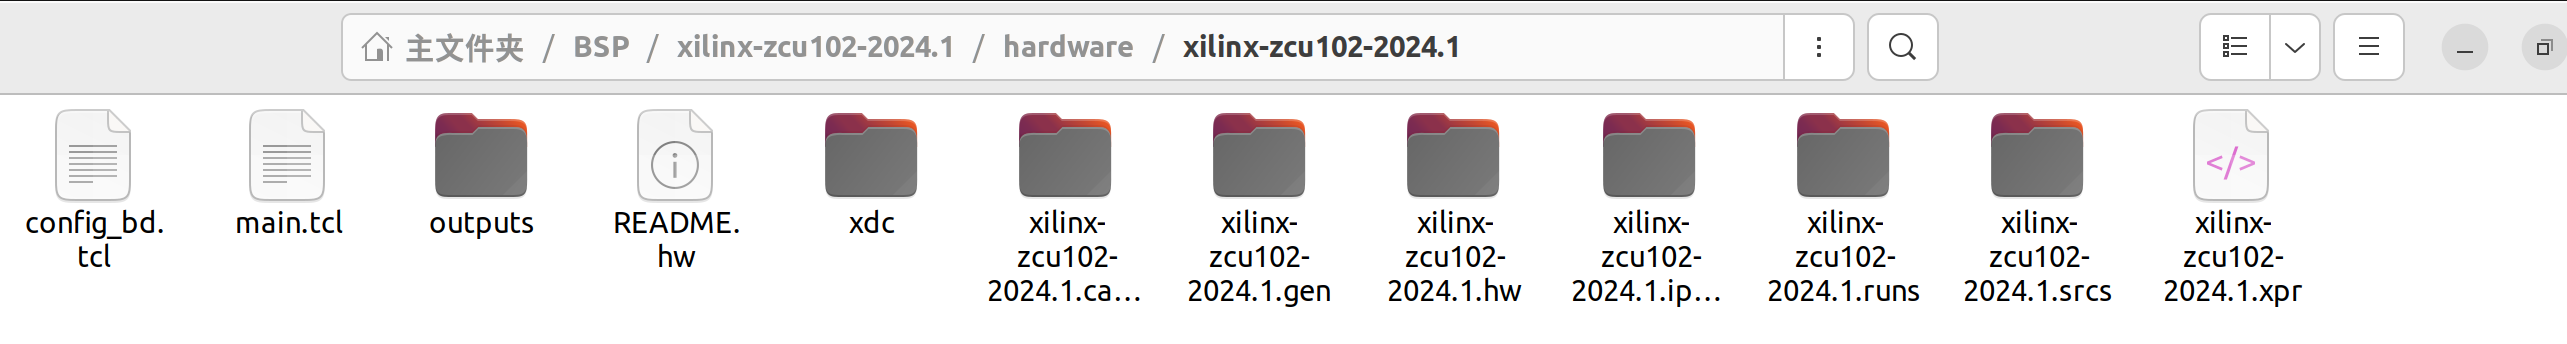 主文件夹 / BSP / xilinx-zcu102-2024.1 / hardware / xilinx-zcu102-2024.1
config_bd.
tcl
main.tcl
outputs
README.
hw
xdc
xilinx-
zcu102-
2024.1.ca…
xilinx-
zcu102-
2024.1.gen
xilinx-
zcu102-
2024.1.hw
xilinx-
zcu102-
2024.1.ip…
xilinx-
zcu102-
2024.1.runs
xilinx-
zcu102-
2024.1.srcs
xilinx-
zcu102-
2024.1.xpr